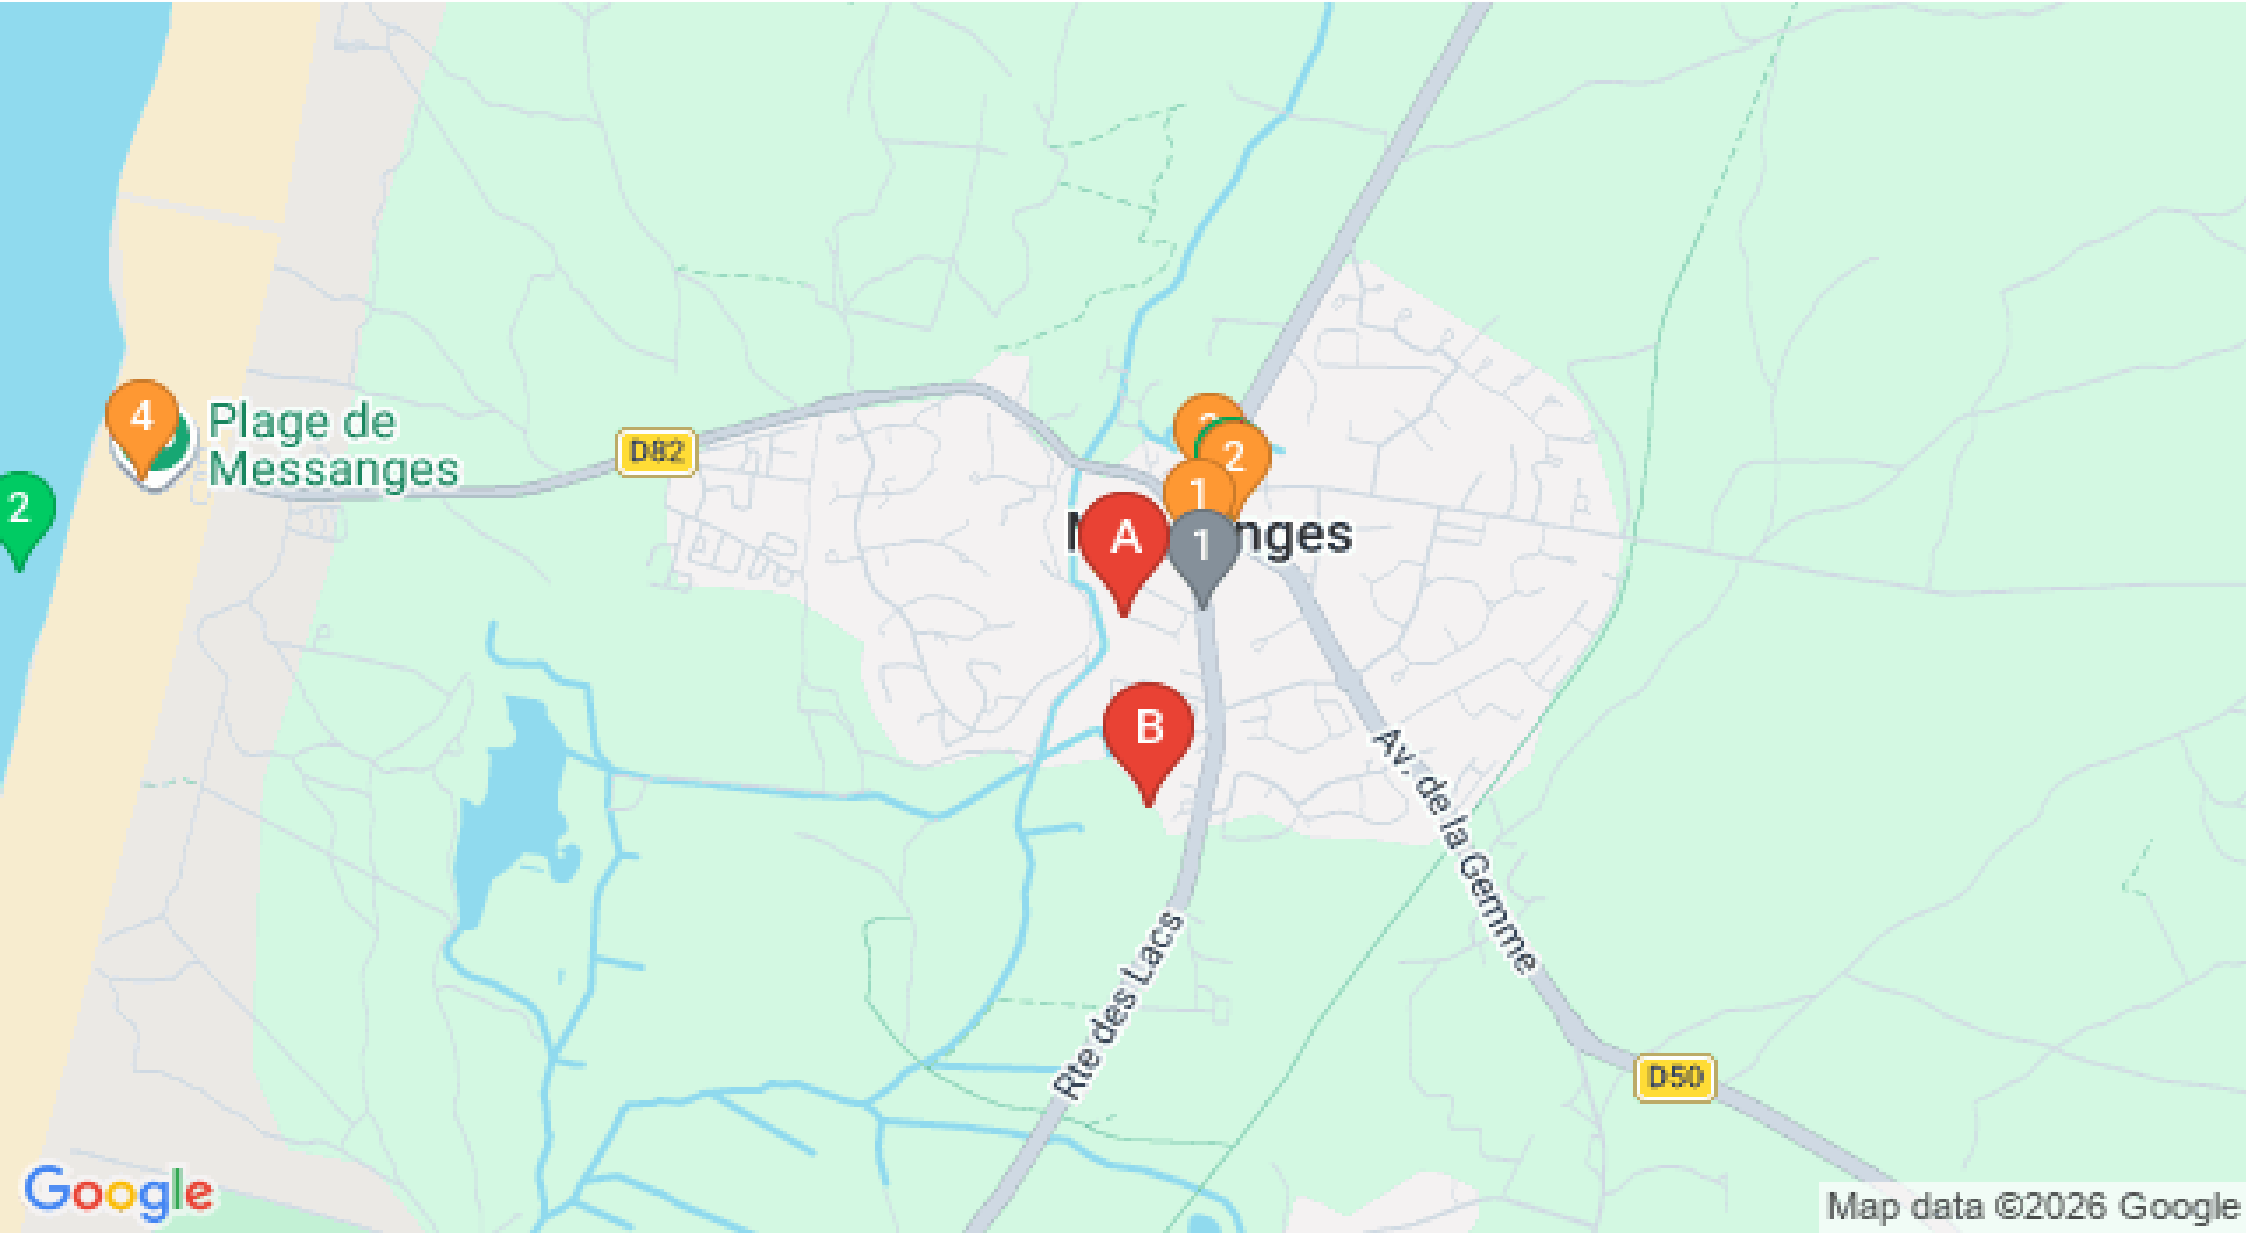 4
Plage de
Messanges
D82
2
2
1
A
1
nges
B
Av. de la Gemme
Rte des Lacs
D50
Google
Map data ©2026 Google